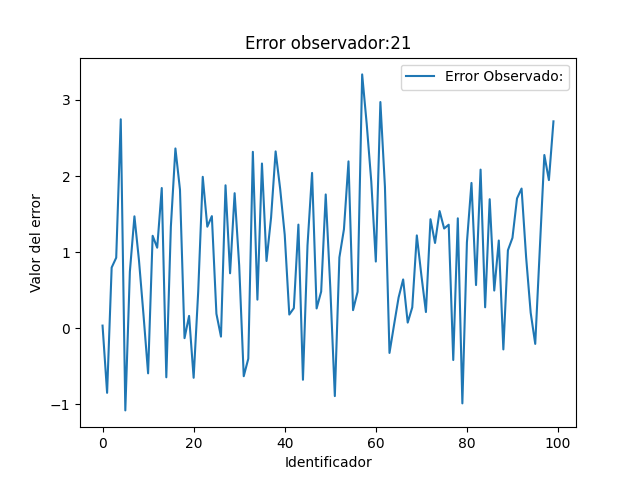 Error observador:21
Error Observado:
Valor del error
3
2
1
0
−1
0
20
40
60
80
100
Identificador